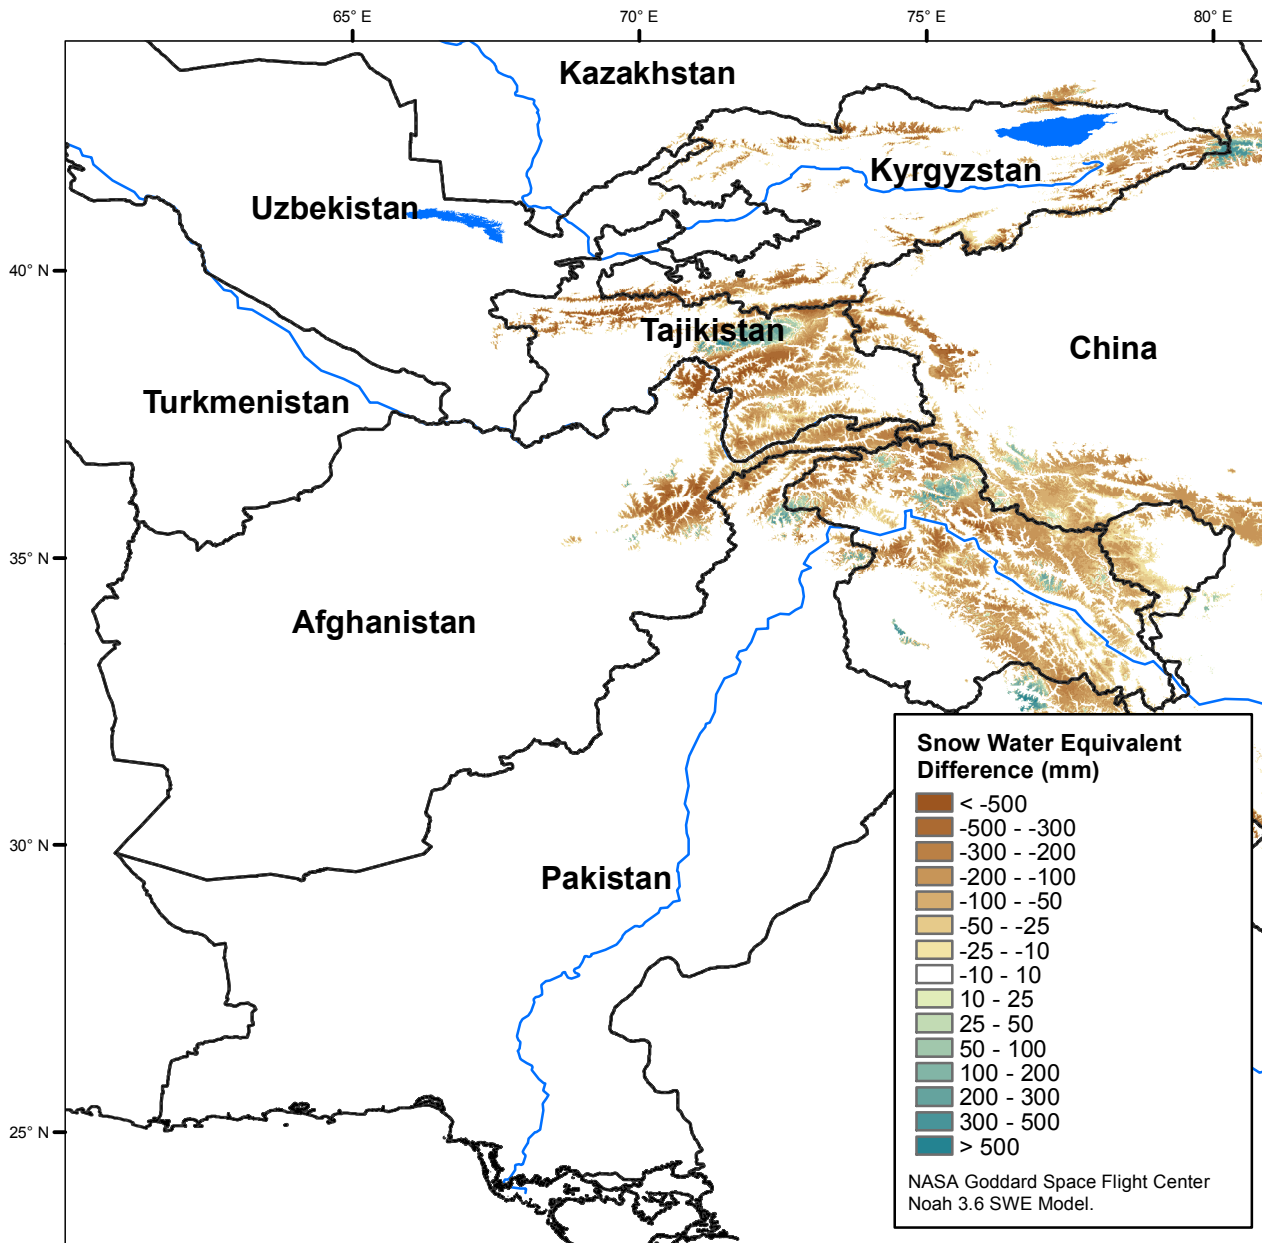 65° E
70° E
75° E
80° E
Kazakhstan
Kyrgyzstan
Uzbekistan
40° N
Tajikistan
China
Turkmenistan
35° N
Afghanistan
30° N
Pakistan
25° N
Snow Water Equivalent
Difference (mm)
< -500
-500 - -300
-300 - -200
-200 - -100
-100 - -50
-50 - -25
-25 - -10
-10 - 10
10 - 25
25 - 50
50 - 100
100 - 200
200 - 300
300 - 500
> 500
NASA Goddard Space Flight Center
Noah 3.6 SWE Model.